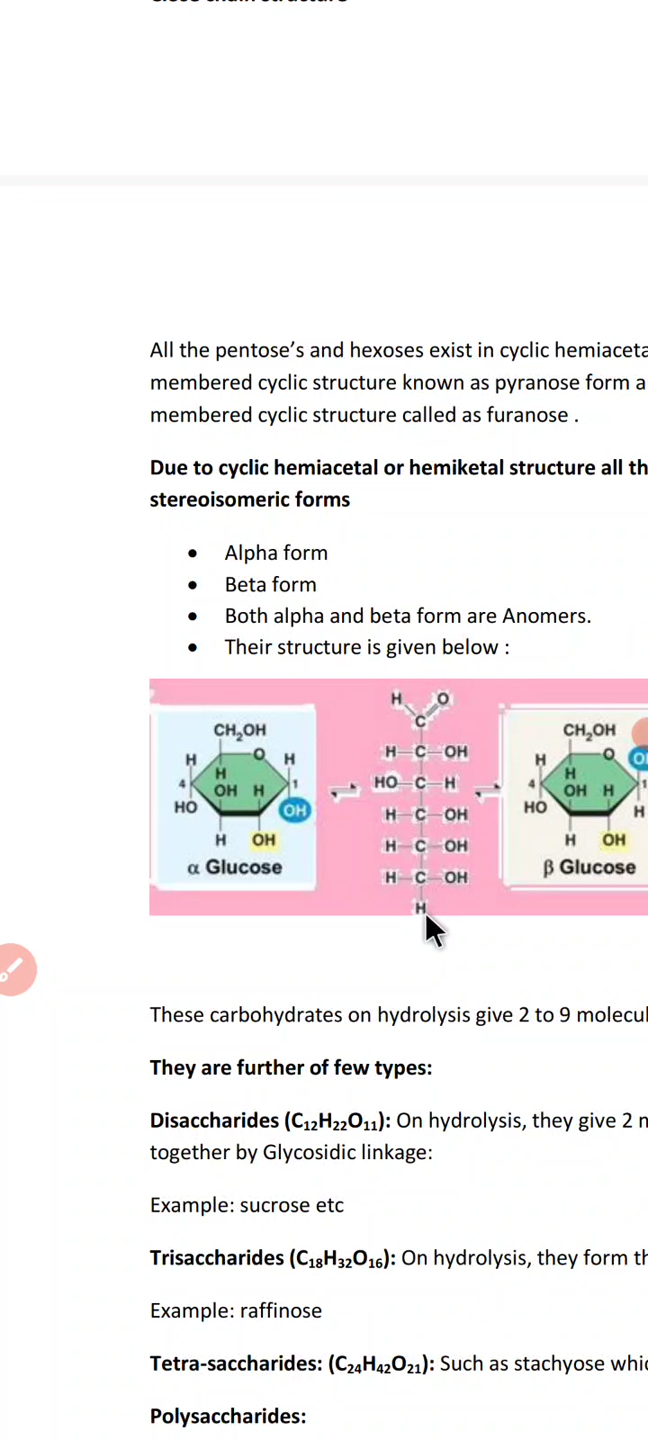 All the pentose’s and hexoses exist in cyclic
membered cyclic structure known as pyranose form
membered cyclic structure called as furanose .
Due to cyclic hemiacetal or hemiketal structure all
stereoisomeric forms
• Alpha form
• Beta form
• Both alpha and beta form are Anomers.
• Their structure is given below :
CH₂OH
H O H
H
4 OH H 1
HO OH
H OH
α Glucose
H O
C
H C OH
HO C H
H C OH
H C OH
H C OH
H
CH₂OH
H O
H
4 OH H 1
HO H
H OH
β Glucose
These carbohydrates on hydrolysis give 2 to 9
They are further of few types:
Disaccharides (C₁₂H₂₂O₁₁): On hydrolysis, they give 2
together by Glycosidic linkage:
Example: sucrose etc
Trisaccharides (C₁₈H₃₂O₁₆): On hydrolysis, they form
Example: raffinose
Tetra-saccharides: (C₂₄H₄₂O₂₁): Such as stachyose
Polysaccharides: